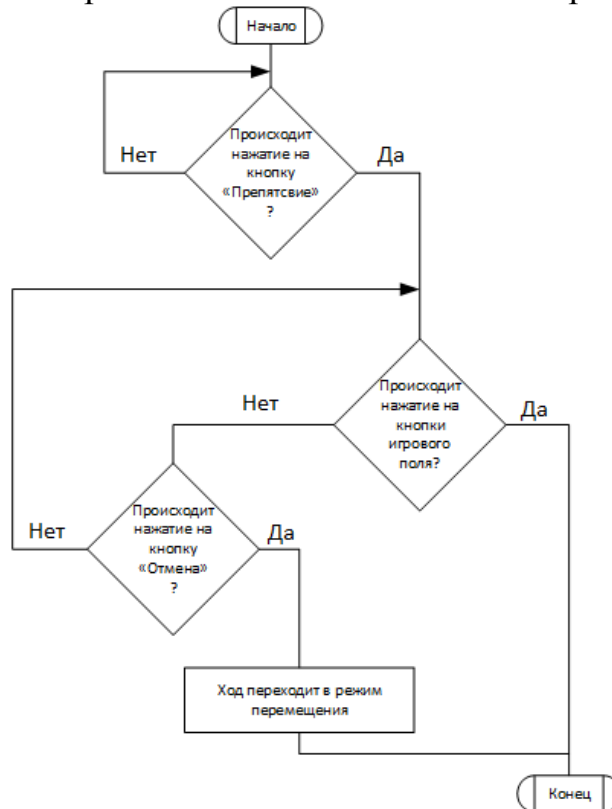 Начало
Происходит
нажатие на
кнопку
«Препятсвие»
?
Нет
Да
Происходит
нажатие на
кнопки
игрового
поля?
Нет
Да
Происходит
нажатие на
кнопку
«Отмена»
?
Нет
Да
Ход переходит в режим
перемещения
Конец